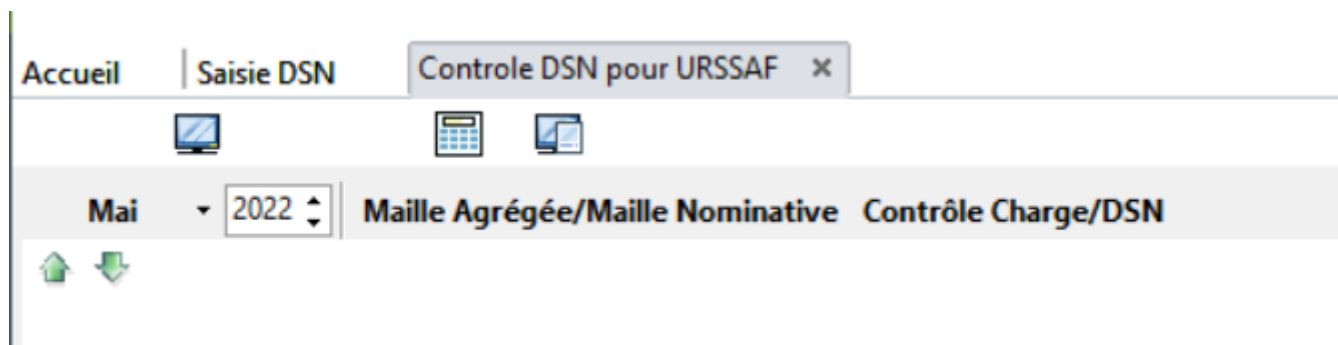 Accueil Saisie DSN Controle DSN pour URSSAF
Mai 2022 Maille Agrégée/Maille Nominative Contrôle Charge/DSN